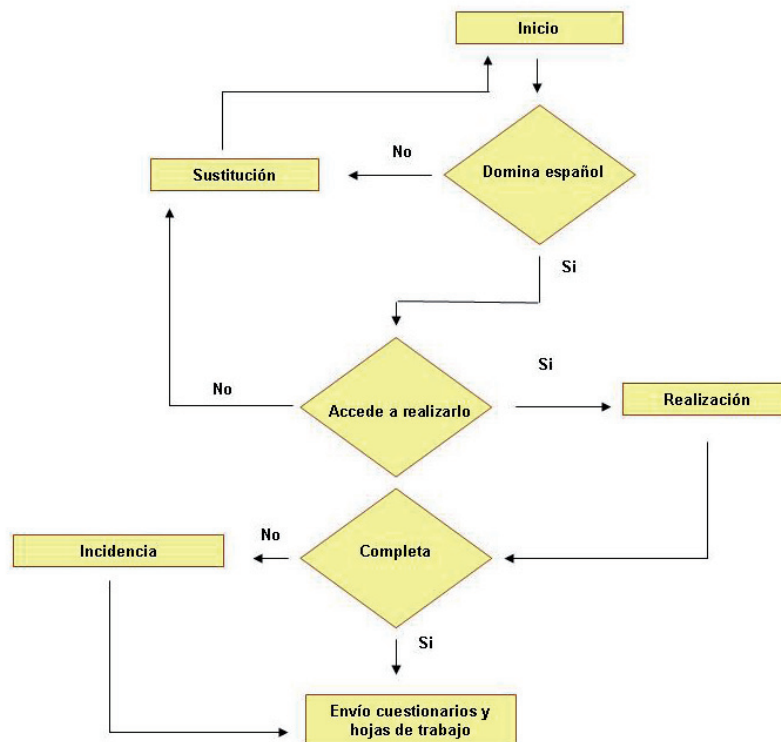 Inicio
No
Domina español
Sustitución
Si
Si
No
Accede a realizarlo
Realización
No
Completa
Incidencia
Si
Envío cuestionarios y
hojas de trabajo